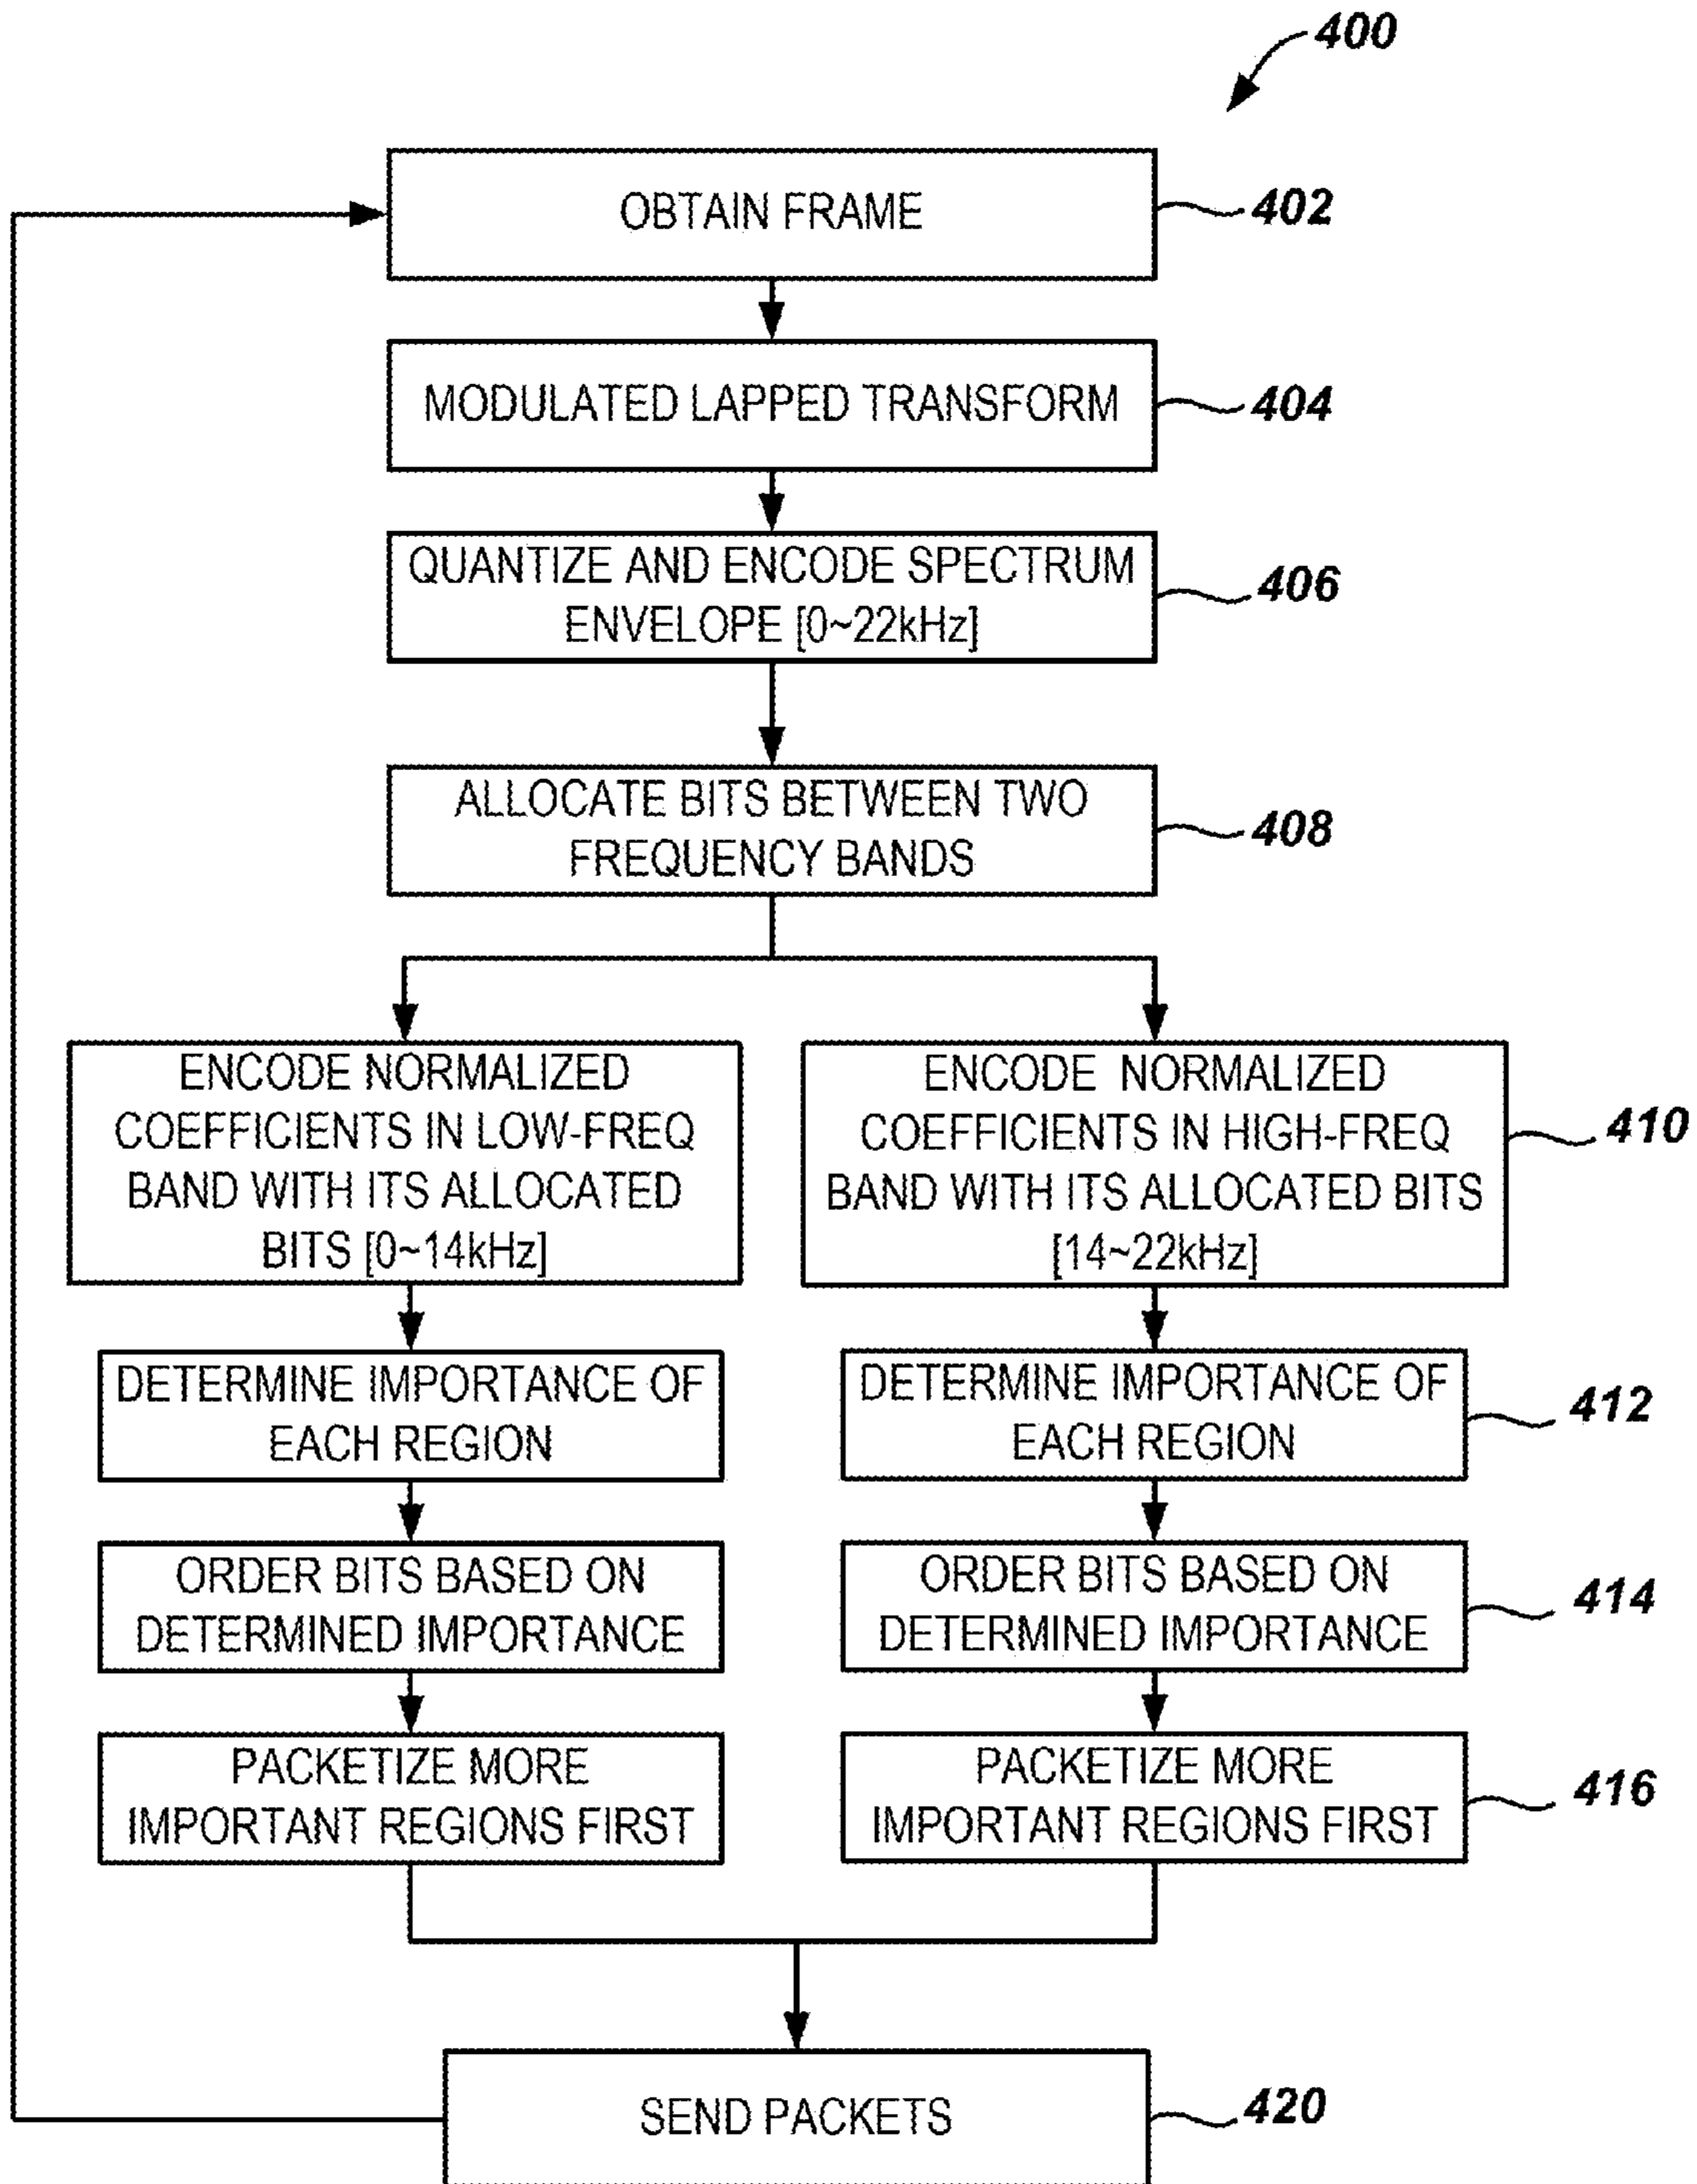 400
OBTAIN FRAME
402
MODULATED LAPPED TRANSFORM
404
QUANTIZE AND ENCODE SPECTRUM
ENVELOPE [0~22kHz]
406
ALLOCATE BITS BETWEEN TWO
FREQUENCY BANDS
408
ENCODE NORMALIZED
COEFFICIENTS IN LOW-FREQ
BAND WITH ITS ALLOCATED
BITS [0~14kHz]
ENCODE NORMALIZED
COEFFICIENTS IN HIGH-FREQ
BAND WITH ITS ALLOCATED BITS
[14~22kHz]
410
DETERMINE IMPORTANCE OF
EACH REGION
DETERMINE IMPORTANCE OF
EACH REGION
412
ORDER BITS BASED ON
DETERMINED IMPORTANCE
ORDER BITS BASED ON
DETERMINED IMPORTANCE
414
PACKETIZE MORE
IMPORTANT REGIONS FIRST
PACKETIZE MORE
IMPORTANT REGIONS FIRST
416
SEND PACKETS
420